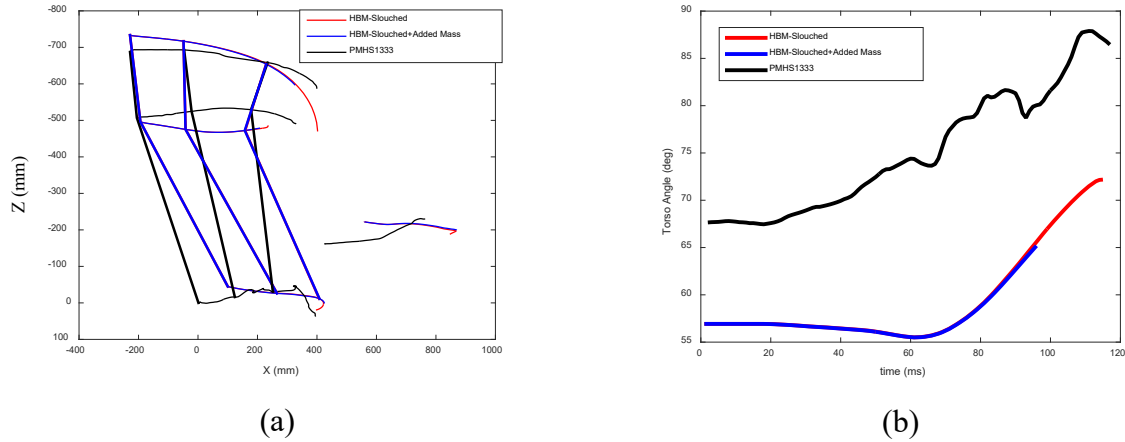 -800
-700
-600
-500
-400
-300
-200
-100
0
100
Z (mm)
-400
-200
0
200
400
600
800
1000
X (mm)
HBM-Slouched
HBM-Slouched+Added Mass
PMHS1333
(a)
90
85
80
75
70
65
60
55
Torso Angle (deg)
0
20
40
60
80
100
120
time (ms)
HBM-Slouched
HBM-Slouched+Added Mass
PMHS1333
(b)